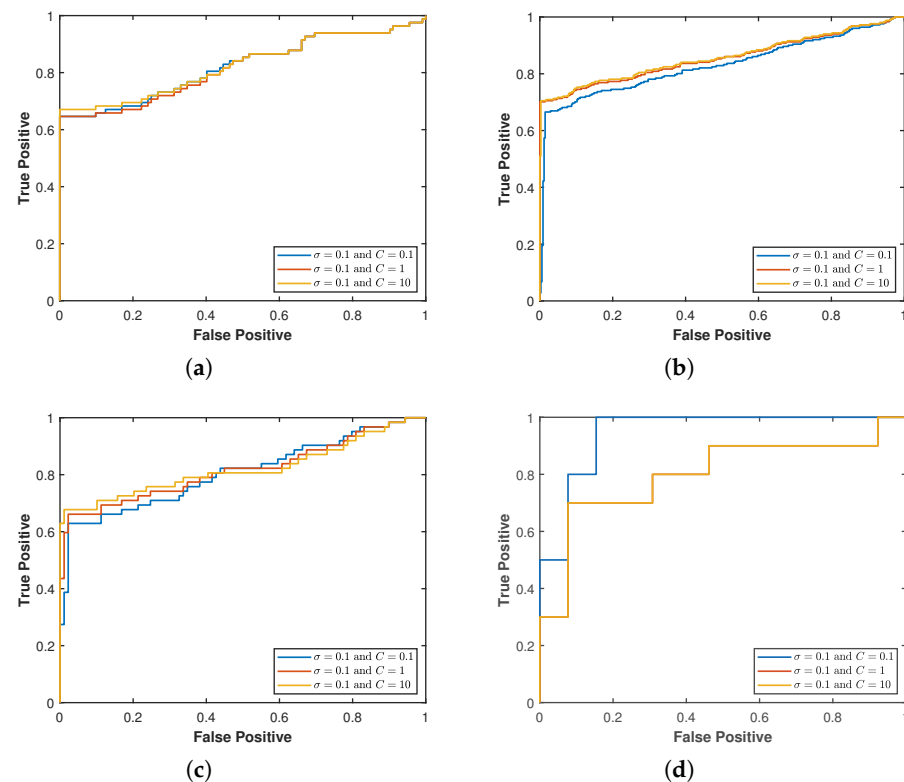 1
0.8
0.6
0.4
0.2
0
True Positive
σ = 0.1 and C = 0.1
σ = 0.1 and C = 1
σ = 0.1 and C = 10
0 0.2 0.4 0.6 0.8 1
False Positive
(a)
1
0.8
0.6
0.4
0.2
0
True Positive
σ = 0.1 and C = 0.1
σ = 0.1 and C = 1
σ = 0.1 and C = 10
0 0.2 0.4 0.6 0.8 1
False Positive
(b)
1
0.8
0.6
0.4
0.2
0
True Positive
σ = 0.1 and C = 0.1
σ = 0.1 and C = 1
σ = 0.1 and C = 10
0 0.2 0.4 0.6 0.8 1
False Positive
(c)
1
0.8
0.6
0.4
0.2
0
True Positive
σ = 0.1 and C = 0.1
σ = 0.1 and C = 1
σ = 0.1 and C = 10
0 0.2 0.4 0.6 0.8 1
False Positive
(d)